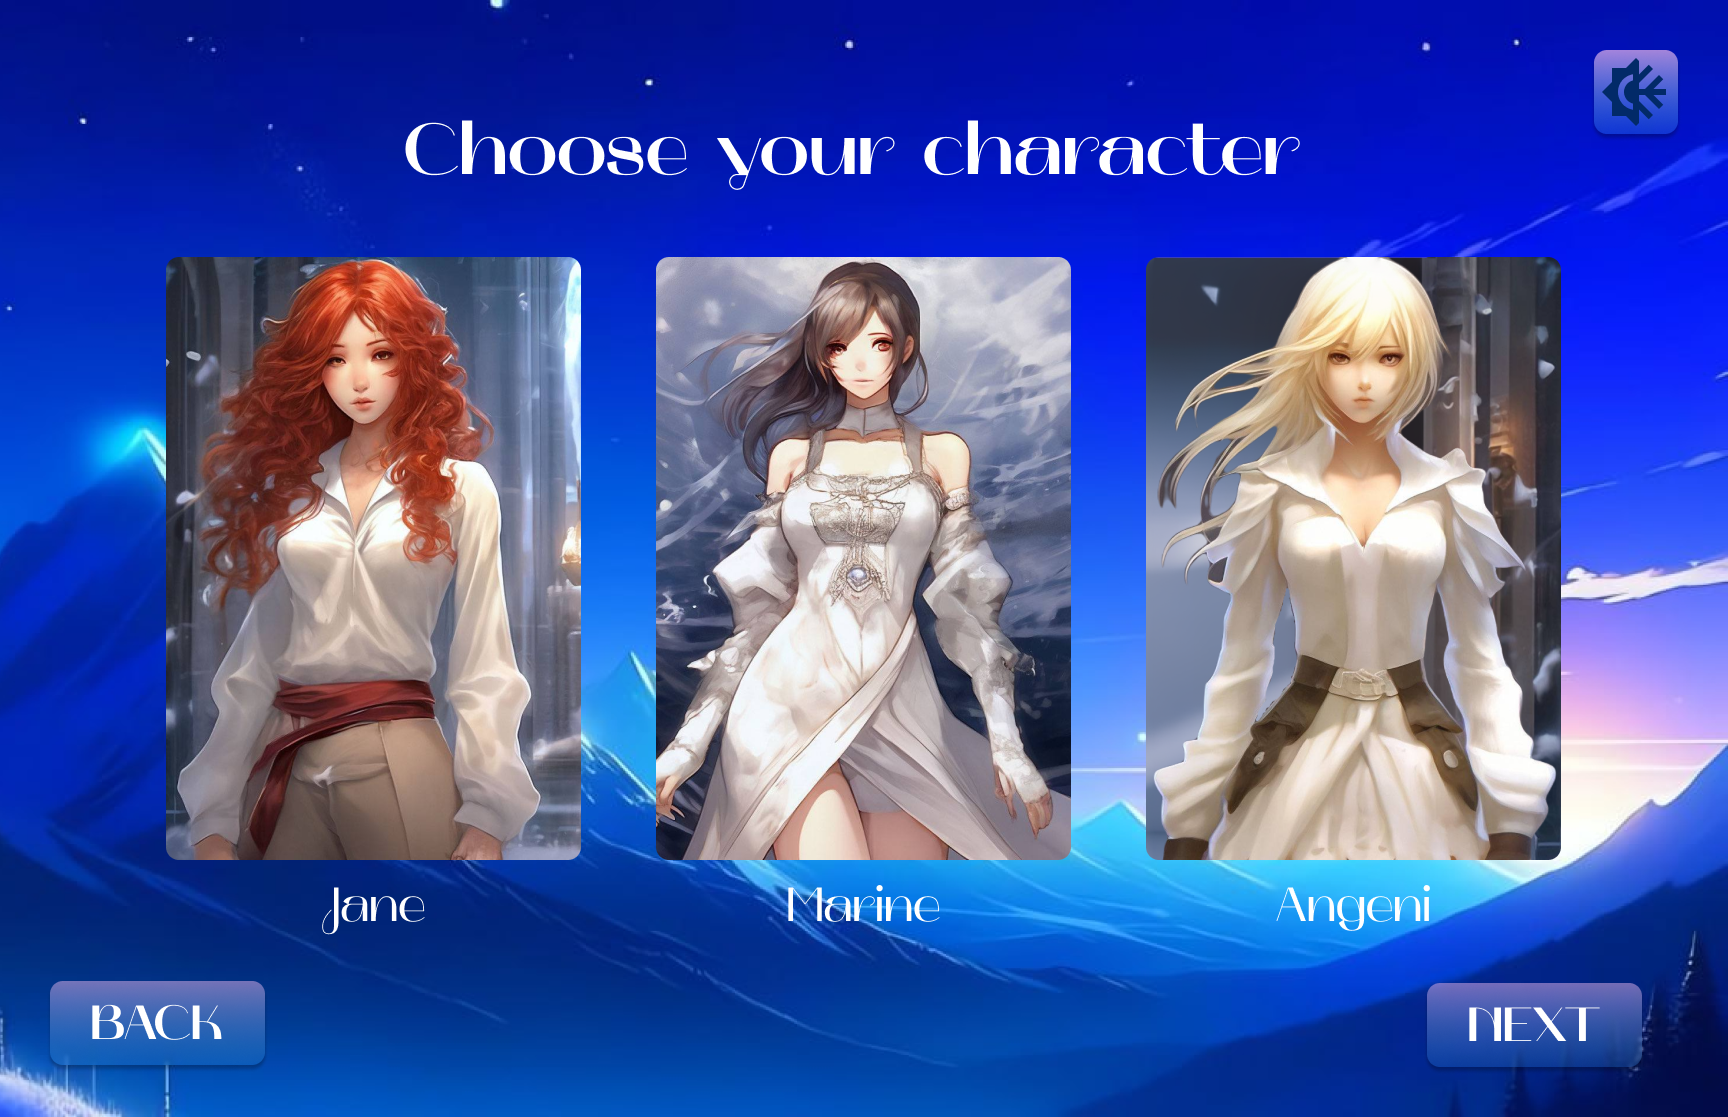 Choose your character
Jane
Marine
Angeni
BACK
NEXT